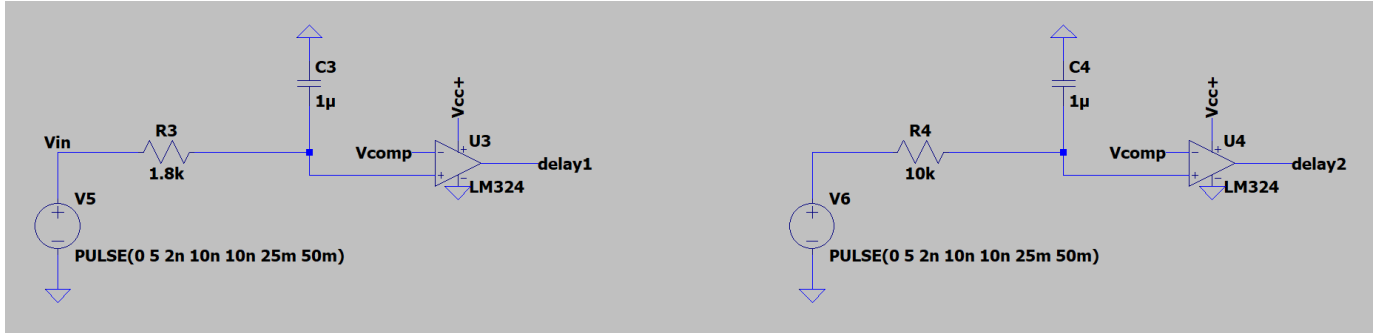 C3
1µ
Vcc+
R3
Vin
1.8k
Vcomp
U3
delay1
LM324
V5
PULSE(0 5 2n 10n 10n 25m 50m)
C4
1µ
Vcc+
R4
10k
Vcomp
U4
delay2
LM324
V6
PULSE(0 5 2n 10n 10n 25m 50m)